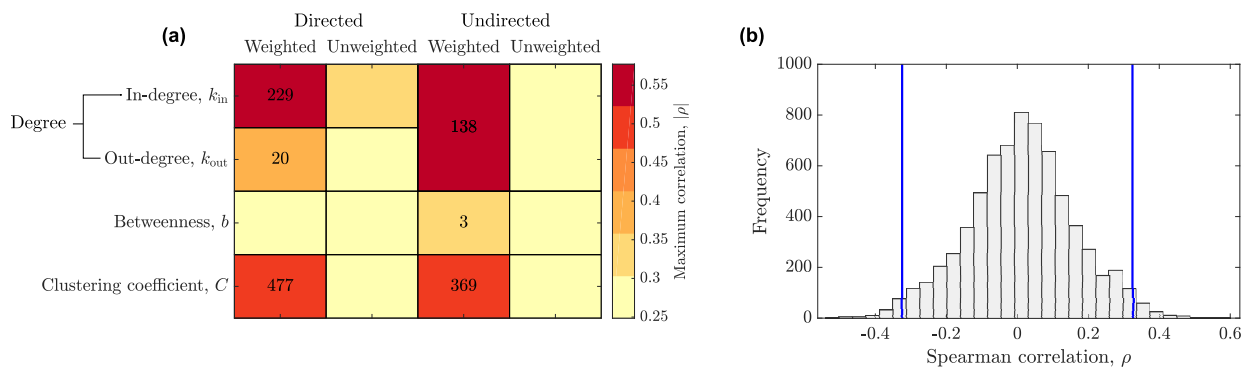 (a)
Directed
Undirected
Weighted
Unweighted
Weighted
Unweighted
Degree
In-degree, k_in
Out-degree, k_out
Betweenness, b
Clustering coefficient, C
229
138
20
3
477
369
0.55
0.5
0.45
0.4
0.35
0.3
0.25
Maximum correlation, |ρ|
(b)
1000
800
600
400
200
0
Frequency
-0.4
-0.2
0
0.2
0.4
0.6
Spearman correlation, ρ